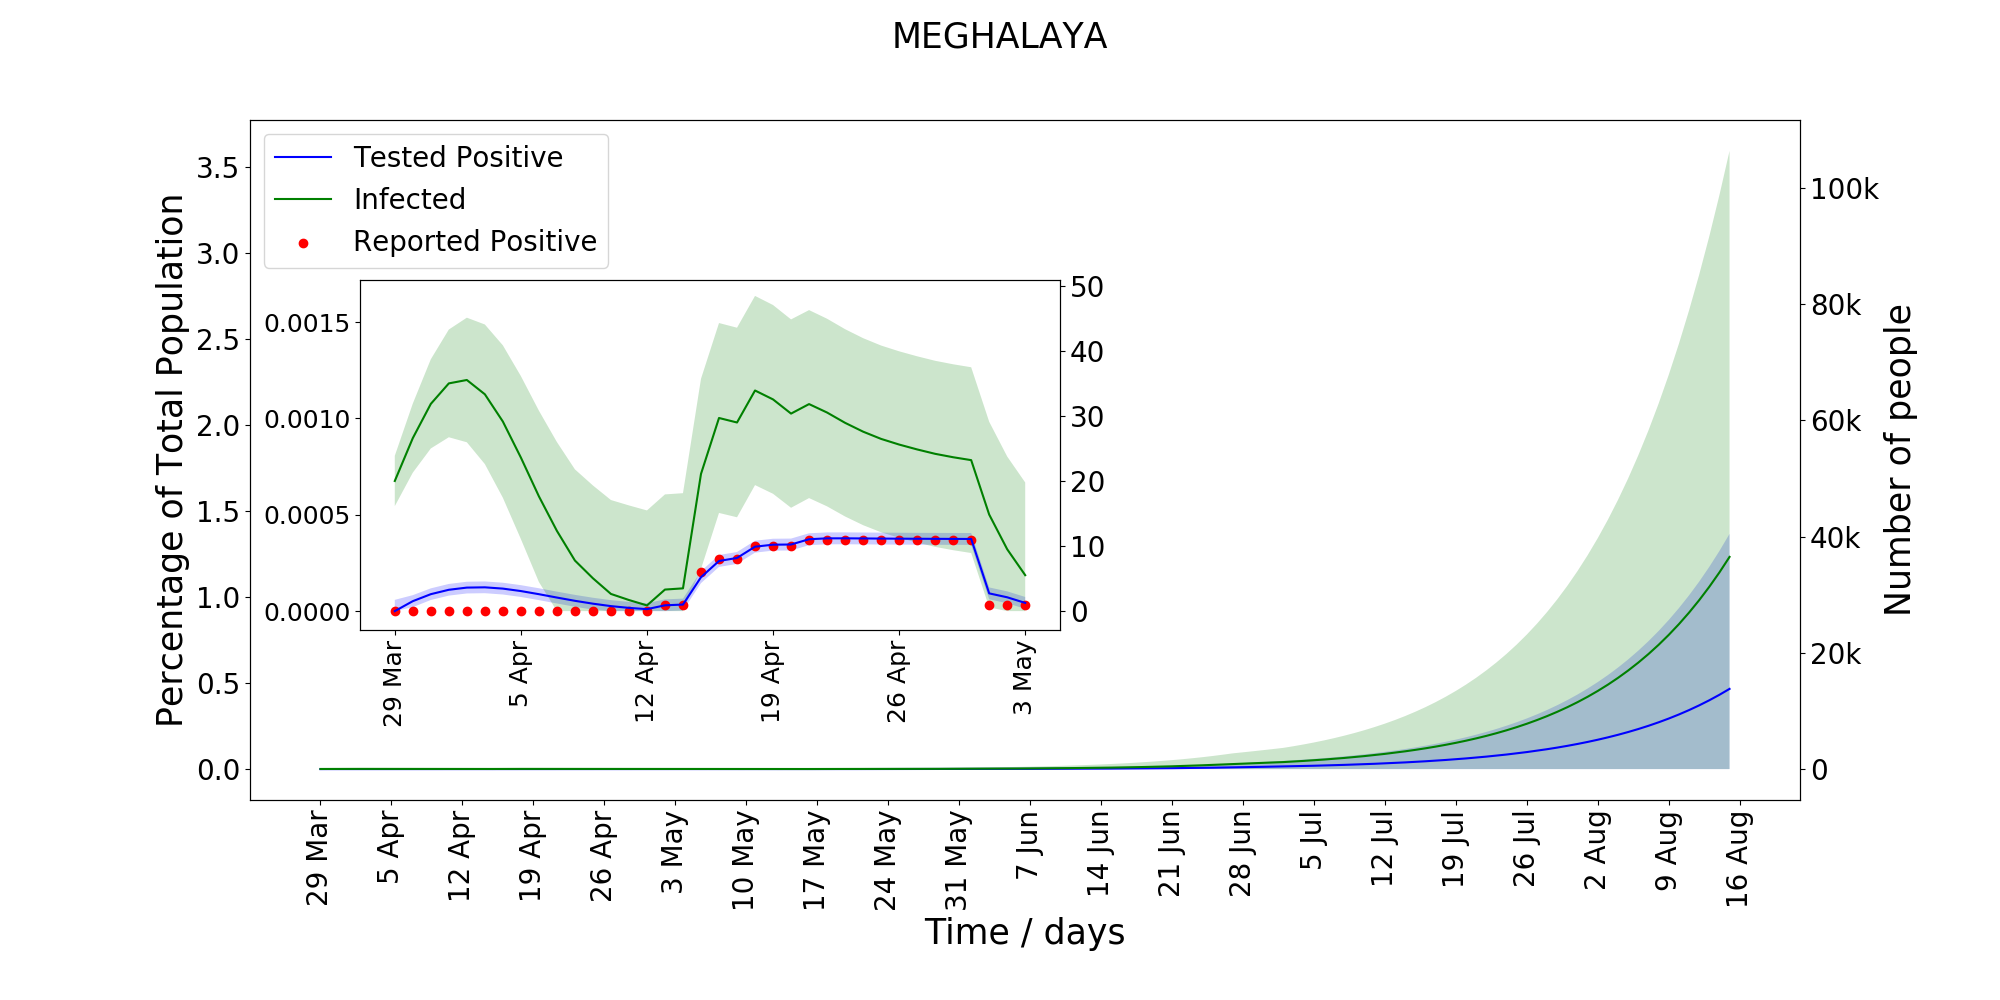 MEGHALAYA
Tested Positive
Infected
Reported Positive
Percentage of Total Population
3.5
3.0
2.5
2.0
1.5
1.0
0.5
0.0
100k
80k
60k
40k
20k
0
Number of people
0.0015
0.0010
0.0005
0.0000
50
40
30
20
10
0
29 Mar
5 Apr
12 Apr
19 Apr
26 Apr
3 May
29 Mar
5 Apr
12 Apr
19 Apr
26 Apr
3 May
10 May
17 May
24 May
31 May
7 Jun
14 Jun
21 Jun
28 Jun
5 Jul
12 Jul
19 Jul
26 Jul
2 Aug
9 Aug
16 Aug
Time / days